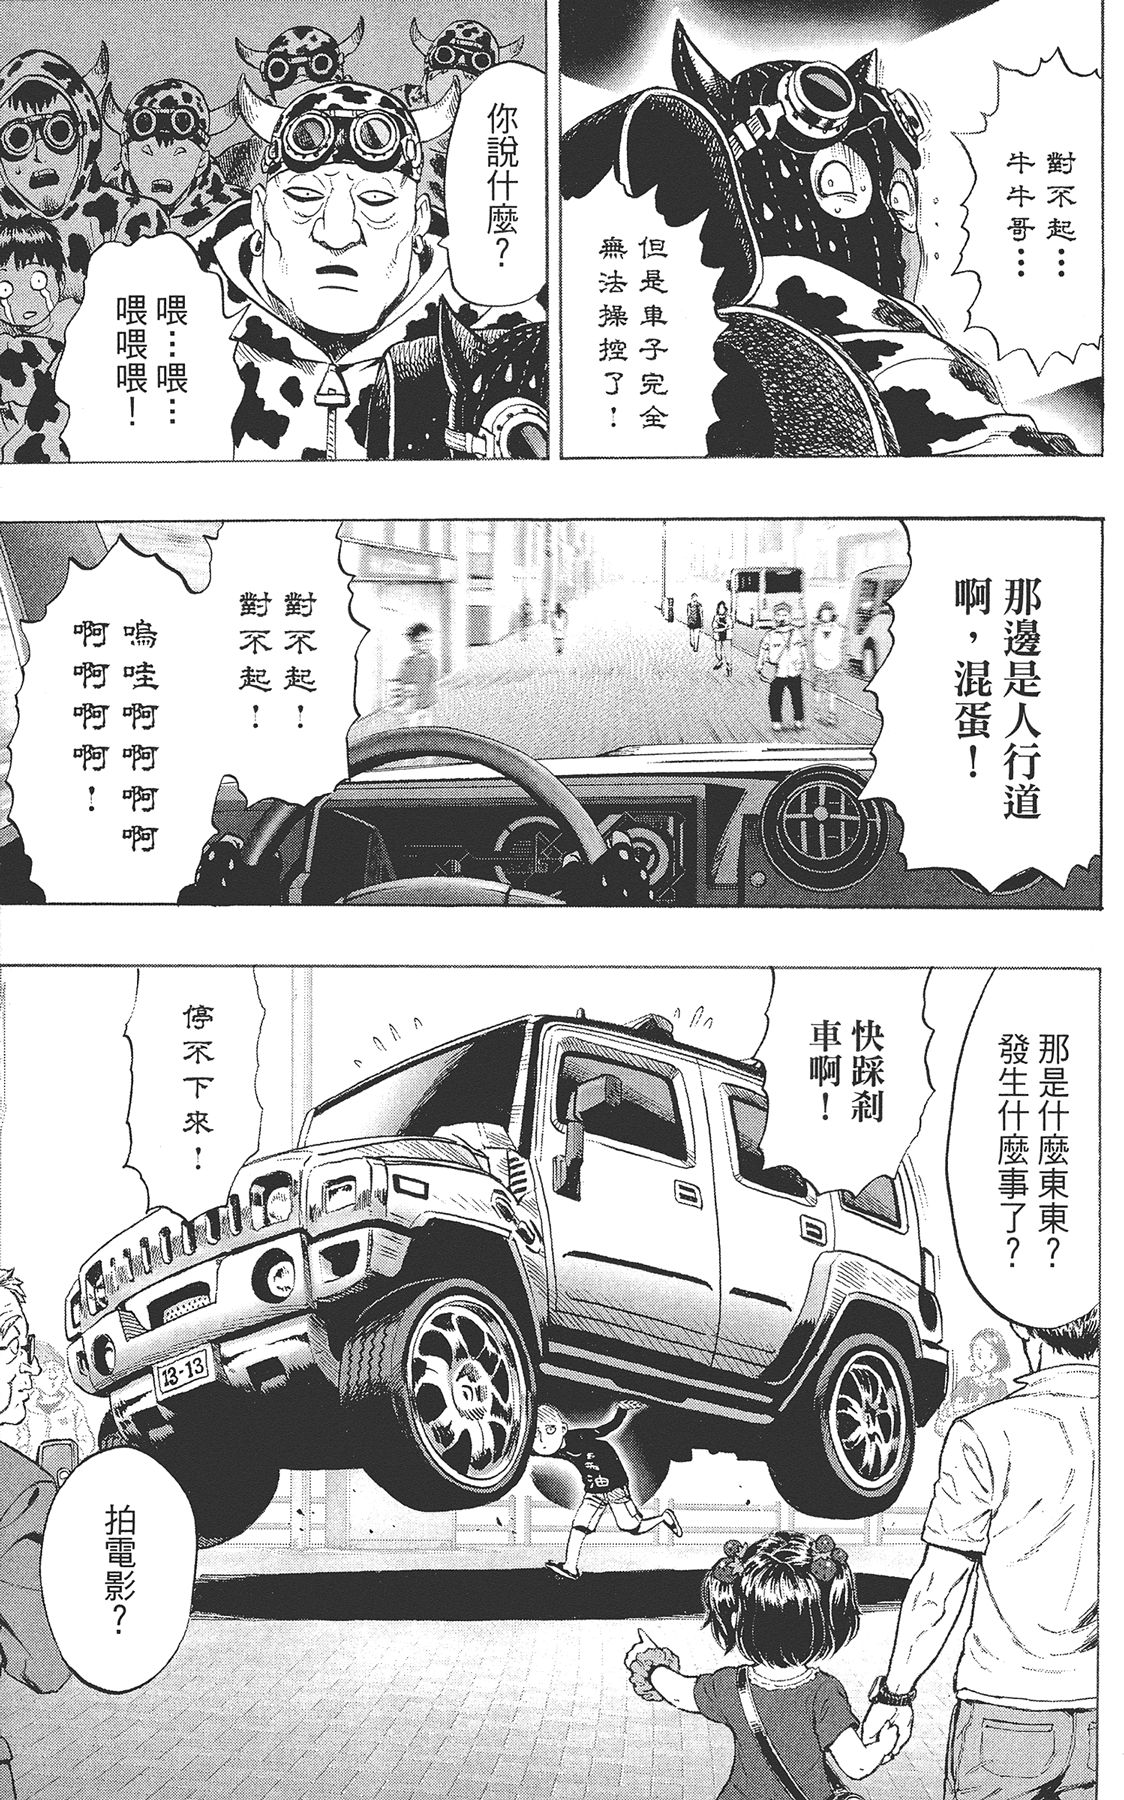 對不起…
牛牛哥…
但是車子完全
無法操控了！
你說什麼？
喂…喂…
喂喂喂！
那邊是人行道
啊，混蛋！
對不起！
對不起！
嗚哇啊啊啊啊
啊啊啊啊！
那是什麼東東？
發生什麼事了？
快踩剎
車啊！
停不下來！
13-13
馬油
拍電影？